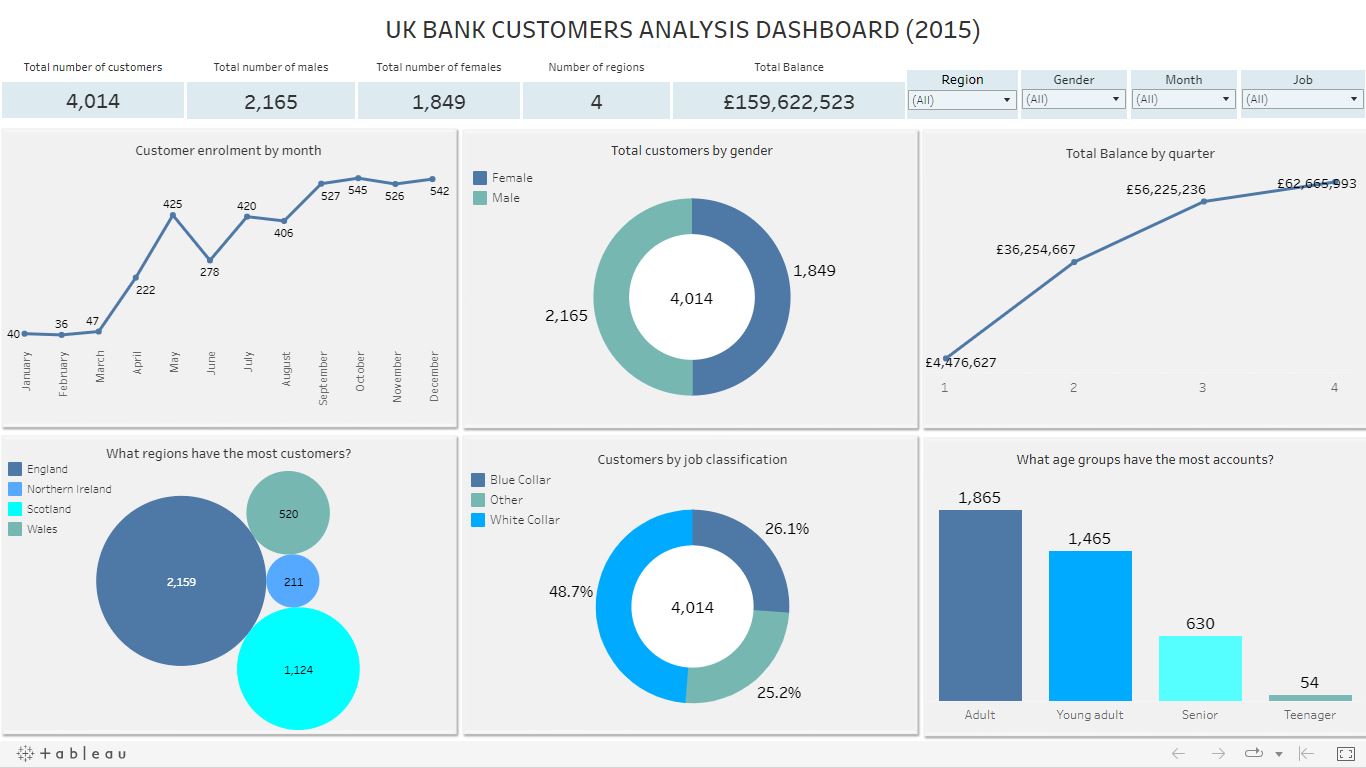 UK BANK CUSTOMERS ANALYSIS DASHBOARD (2015)
Total number of customers
4,014
Total number of males
2,165
Total number of females
1,849
Number of regions
4
Total Balance
£159,622,523
Region
(All)
Gender
(All)
Month
(All)
Job
(All)
Customer enrolment by month
40
36
47
222
425
278
420
406
527
545
526
542
January
February
March
April
May
June
July
August
September
October
November
December
Total customers by gender
Female
Male
1,849
2,165
4,014
Total Balance by quarter
£4,476,627
£36,254,667
£56,225,236
£62,665,993
1
2
3
4
What regions have the most customers?
England
Northern Ireland
Scotland
Wales
520
2,159
211
1,124
Customers by job classification
Blue Collar
Other
White Collar
26.1%
48.7%
4,014
25.2%
What age groups have the most accounts?
1,865
1,465
630
54
Adult
Young adult
Senior
Teenager
+ableau